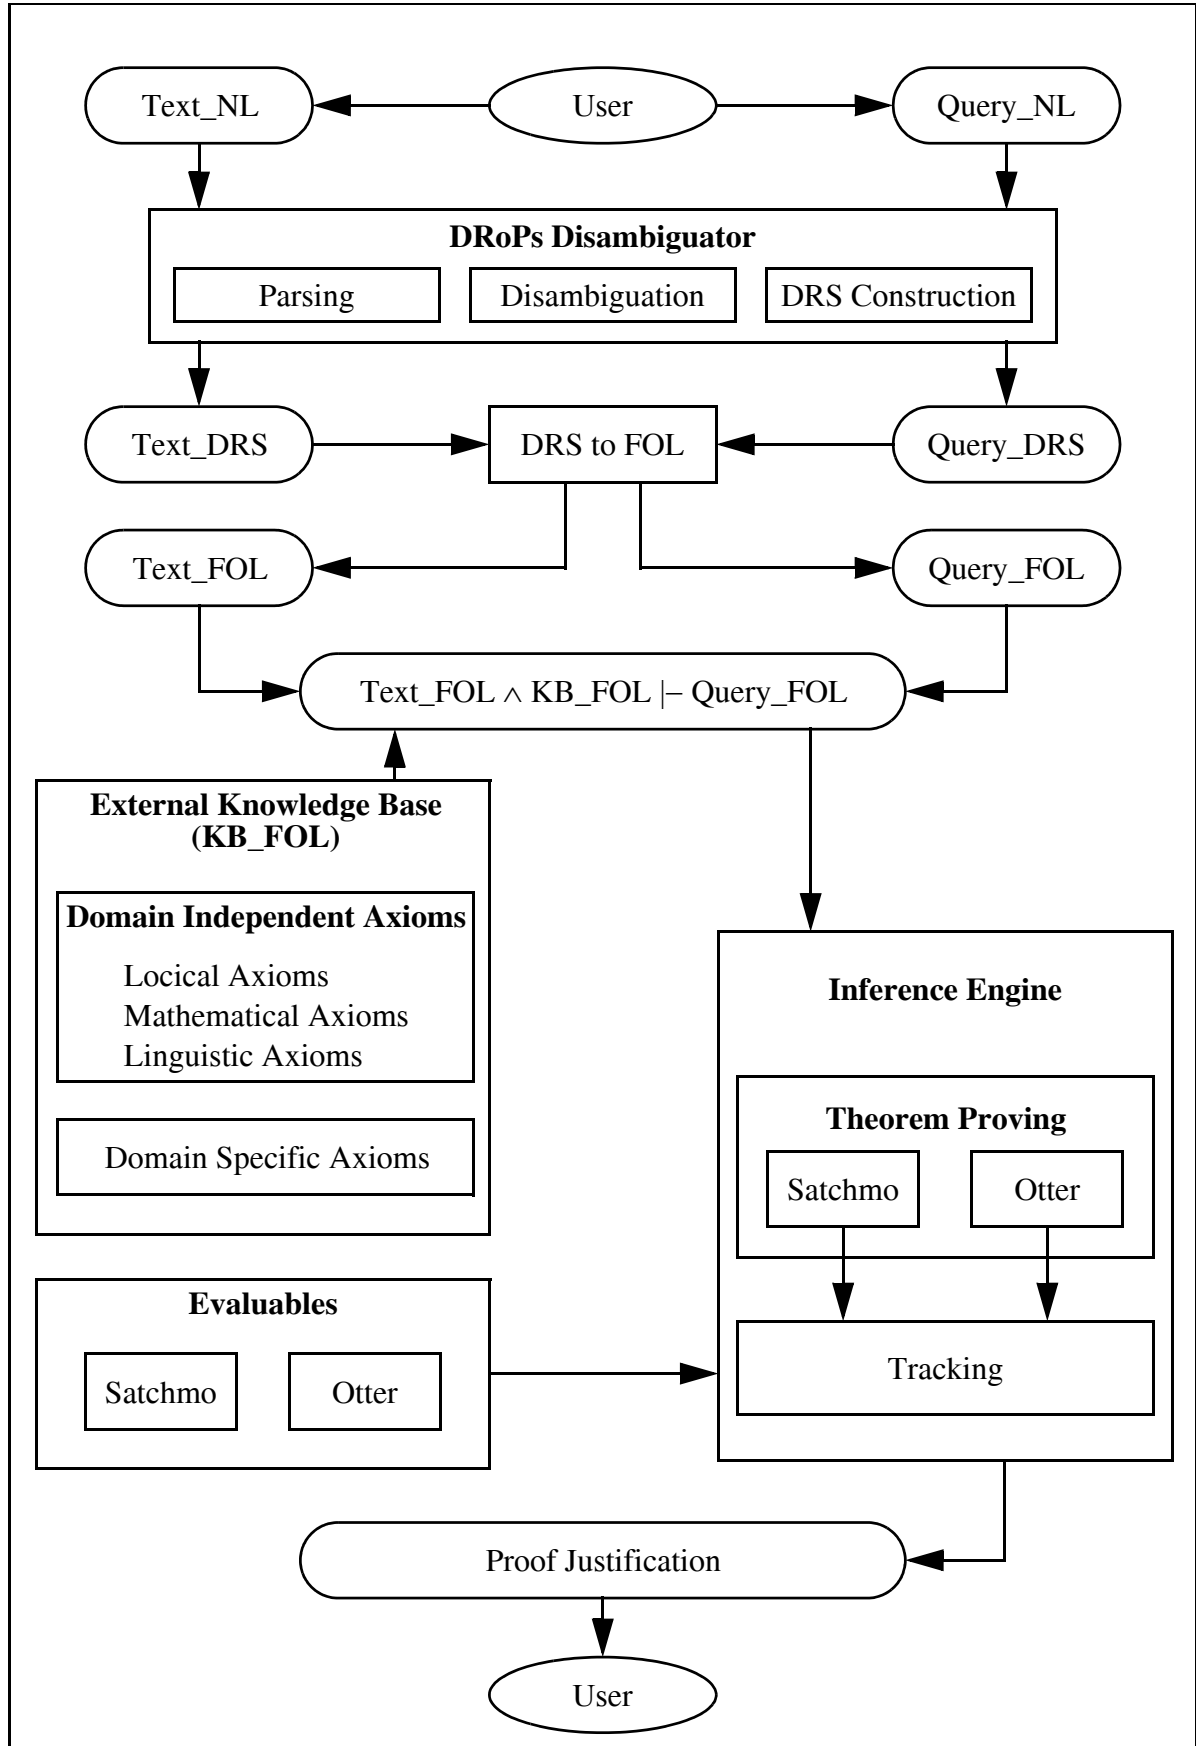 Text_NL
User
Query_NL
DRoPs Disambiguator
Parsing
Disambiguation
DRS Construction
Text_DRS
DRS to FOL
Query_DRS
Text_FOL
Query_FOL
Text_FOL ∧ KB_FOL |– Query_FOL
External Knowledge Base
(KB_FOL)
Domain Independent Axioms
Locical Axioms
Mathematical Axioms
Linguistic Axioms
Domain Specific Axioms
Inference Engine
Theorem Proving
Satchmo
Otter
Tracking
Evaluables
Satchmo
Otter
Proof Justification
User